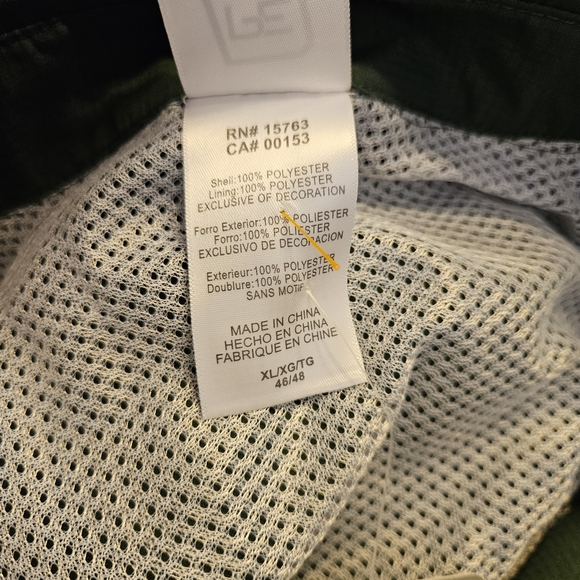 RN# 15763
CA# 00153
Shell:100% POLYESTER
Lining:100% POLYESTER
EXCLUSIVE OF DECORATION
Forro Exterior:100% POLIESTER
Forro:100% POLIESTER
EXCLUSIVO DE DECORACION
Exterieur:100% POLYESTER
Doublure:100% POLYESTER
SANS MOTIF
MADE IN CHINA
HECHO EN CHINA
FABRIQUE EN CHINE
XL/XG/TG
46/48